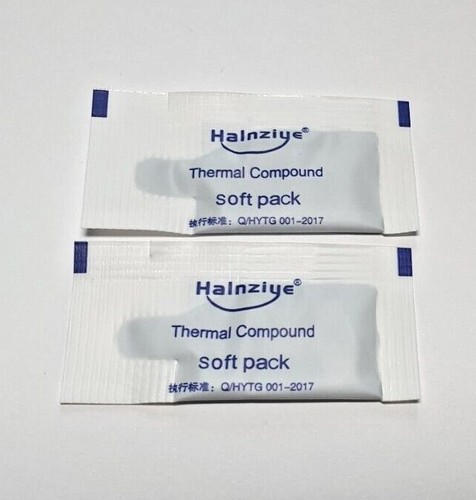 Halnziye®
Thermal Compound
soft pack
执行标准：Q/HYTG 001-2017
Halnziye®
Thermal Compound
soft pack
执行标准：Q/HYTG 001-2017